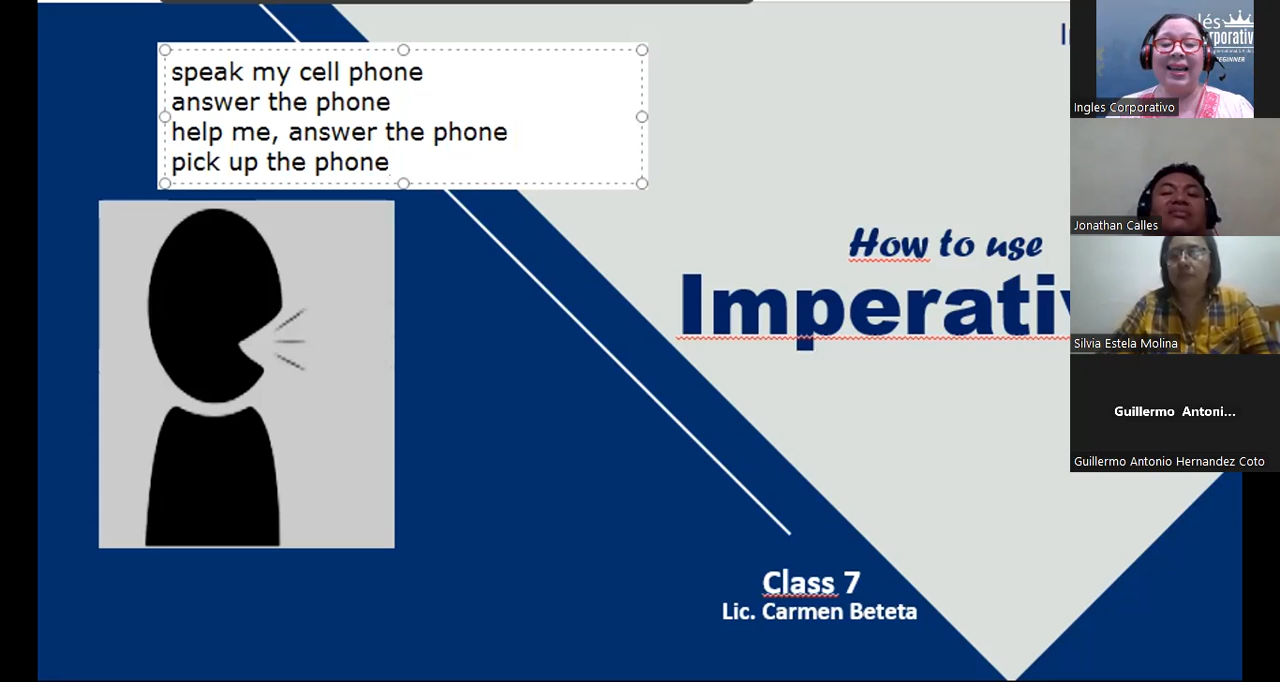 speak my cell phone
answer the phone
help me, answer the phone
pick up the phone
How to use
Imperativ
Class 7
Lic. Carmen Beteta
Ingles Corporativo
Jonathan Calles
Silvia Estela Molina
Guillermo Antoni...
Guillermo Antonio Hernandez Coto